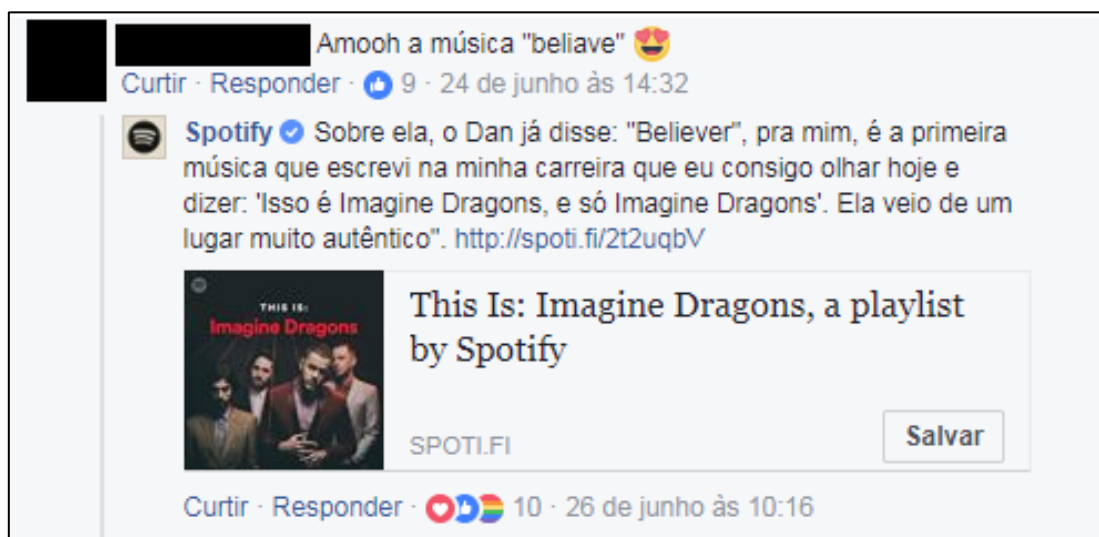 Amooh a música "beliave" 😍
Curtir · Responder · 9 · 24 de junho às 14:32
Spotify Sobre ela, o Dan já disse: "Believer", pra mim, é a primeira
música que escrevi na minha carreira que eu consigo olhar hoje e
dizer: 'Isso é Imagine Dragons, e só Imagine Dragons'. Ela veio de um
lugar muito autêntico". http://spoti.fi/2t2uqbV
THIS IS:
Imagine Dragons
This Is: Imagine Dragons, a playlist
by Spotify
SPOTI.FI
Salvar
Curtir · Responder · 10 · 26 de junho às 10:16